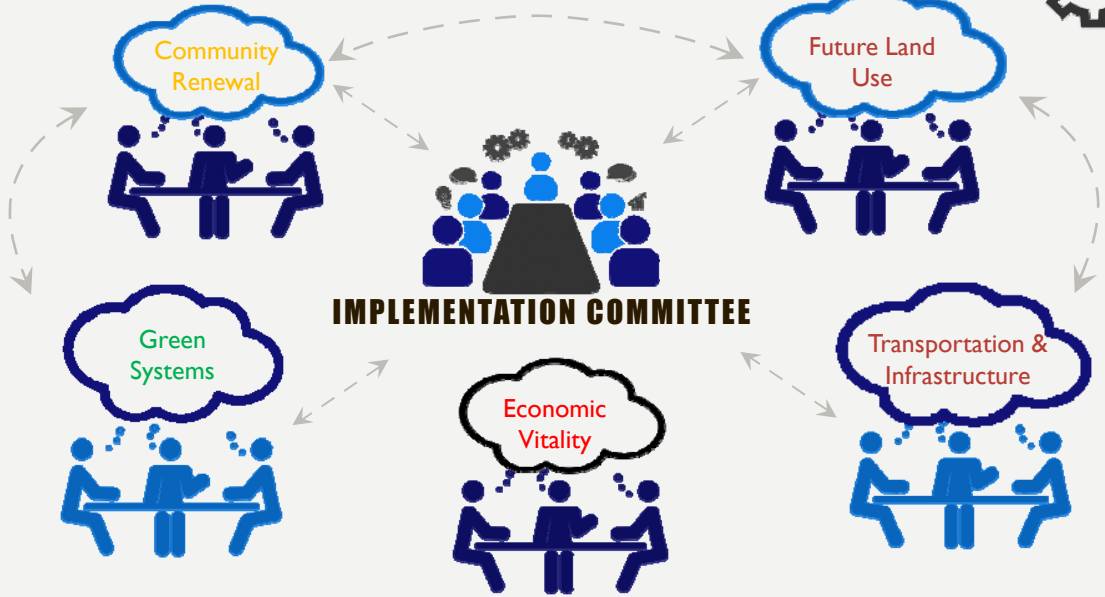 Community
Renewal
Future Land
Use
IMPLEMENTATION COMMITTEE
Green
Systems
Transportation &
Infrastructure
Economic
Vitality